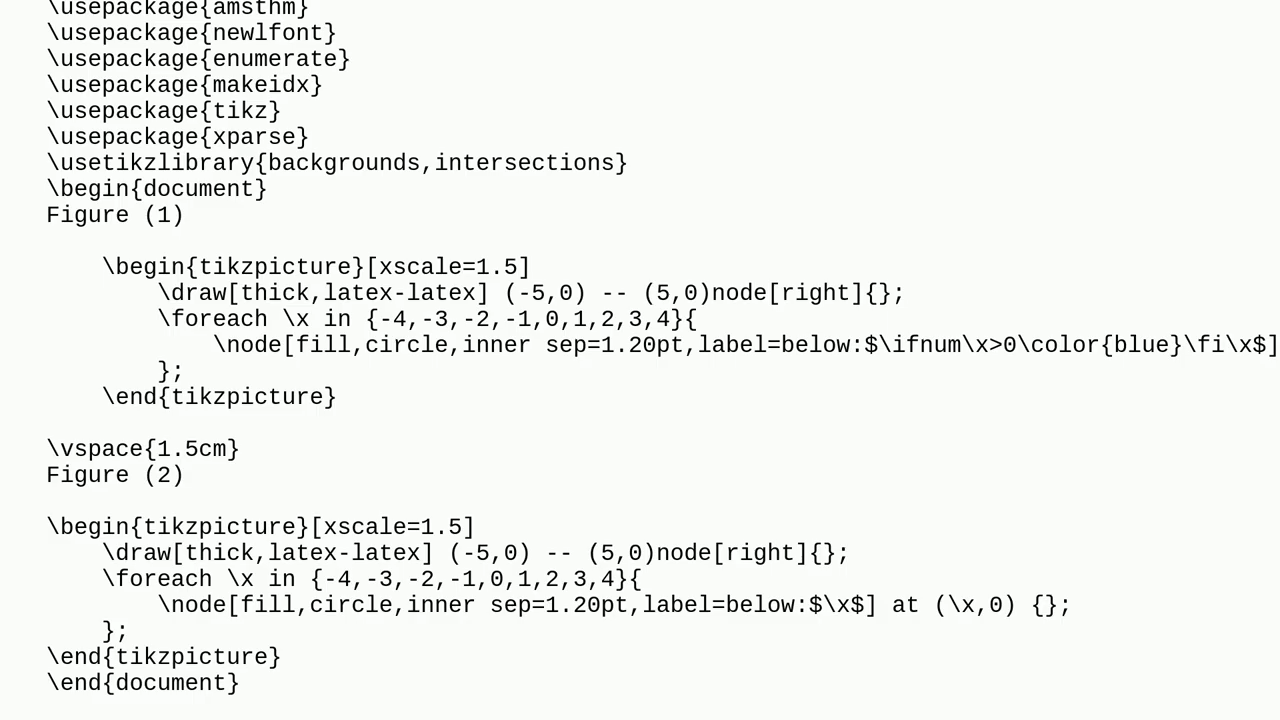 \usepackage{amsthm}
\usepackage{newlfont}
\usepackage{enumerate}
\usepackage{makeidx}
\usepackage{tikz}
\usepackage{xparse}
\usetikzlibrary{backgrounds,intersections}
\begin{document}
Figure (1)
\begin{tikzpicture}[xscale=1.5]
\draw[thick,latex-latex] (-5,0) -- (5,0)node[right]{};
\foreach \x in {-4,-3,-2,-1,0,1,2,3,4}{
\node[fill,circle,inner sep=1.20pt,label=below:$\ifnum\x>0\color{blue}\fi\x$]
};
\end{tikzpicture}
\vspace{1.5cm}
Figure (2)
\begin{tikzpicture}[xscale=1.5]
\draw[thick,latex-latex] (-5,0) -- (5,0)node[right]{};
\foreach \x in {-4,-3,-2,-1,0,1,2,3,4}{
\node[fill,circle,inner sep=1.20pt,label=below:$\x$] at (\x,0) {};
};
\end{tikzpicture}
\end{document}